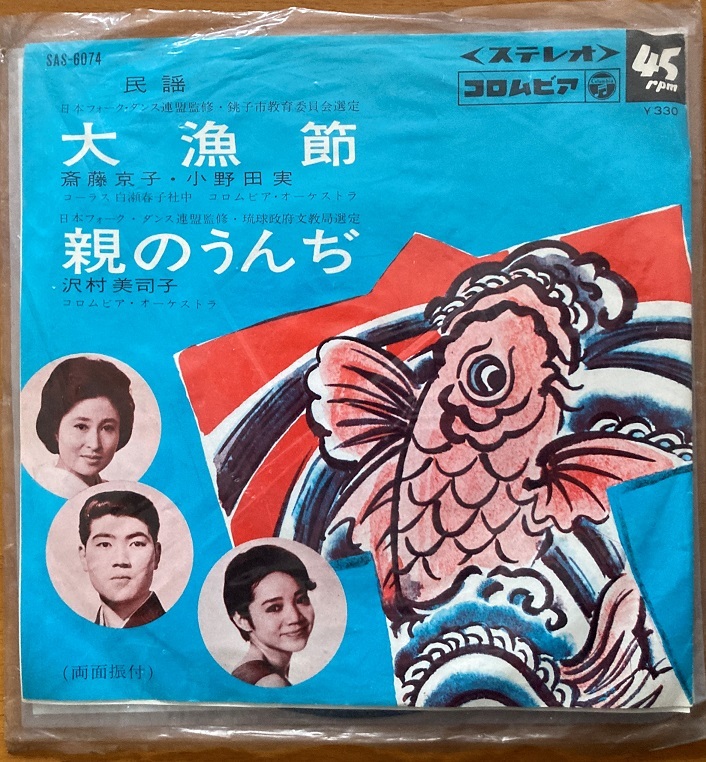 SAS-6074
〈ステレオ〉
コロムビア
Columbia
45
rpm
¥330
民謡
日本フォーク・ダンス連盟監修・銚子市教育委員会選定
大漁節
斎藤京子・小野田実
コーラス 白瀬春子社中 コロムビア・オーケストラ
日本フォーク・ダンス連盟監修・琉球政府文教局選定
親のうんぢ
沢村美司子
コロムビア・オーケストラ
(両面振付)